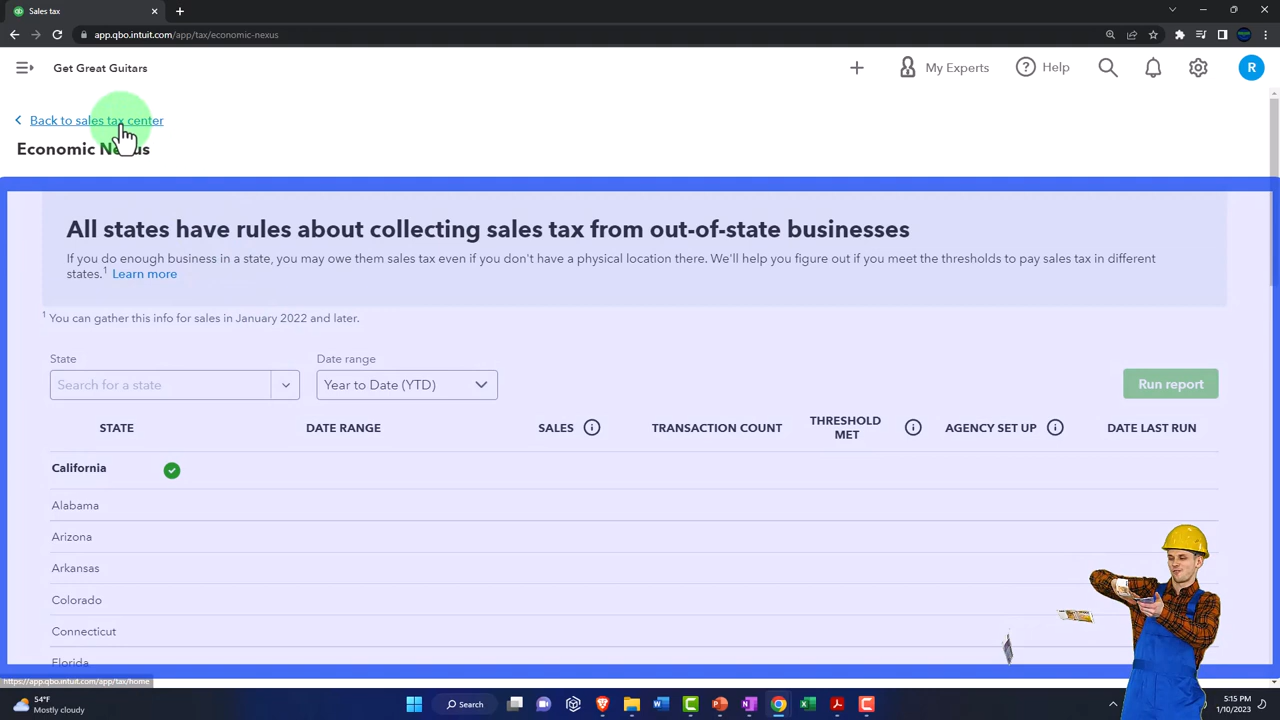 Sales tax
app.qbo.intuit.com/app/tax/economic-nexus
Get Great Guitars
My Experts
Help
R
Back to sales tax center
Economic Nexus
All states have rules about collecting sales tax from out-of-state businesses
If you do enough business in a state, you may owe them sales tax even if you don't have a physical location there. We'll help you figure out if you meet the thresholds to pay sales tax in different
states.¹ Learn more
¹ You can gather this info for sales in January 2022 and later.
State
Date range
Search for a state
Year to Date (YTD)
Run report
STATE
DATE RANGE
SALES
TRANSACTION COUNT
THRESHOLD
MET
AGENCY SET UP
DATE LAST RUN
California
Alabama
Arizona
Arkansas
Colorado
Connecticut
Florida
https://app.qbo.intuit.com/app/tax/home
54°F
Mostly cloudy
Search
5:15 PM
1/10/2023